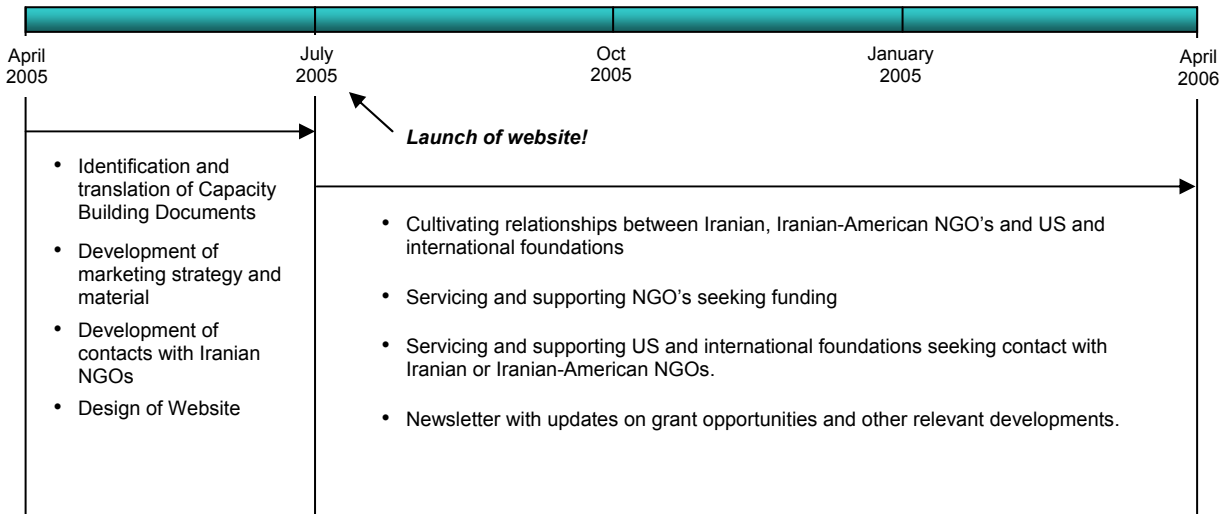 April
2005
July
2005
Oct
2005
January
2005
April
2006
Launch of website!
• Identification and
translation of Capacity
Building Documents
• Development of
marketing strategy and
material
• Development of
contacts with Iranian
NGOs
• Design of Website
• Cultivating relationships between Iranian, Iranian-American NGO's and US and
international foundations
• Servicing and supporting NGO's seeking funding
• Servicing and supporting US and international foundations seeking contact with
Iranian or Iranian-American NGOs.
• Newsletter with updates on grant opportunities and other relevant developments.